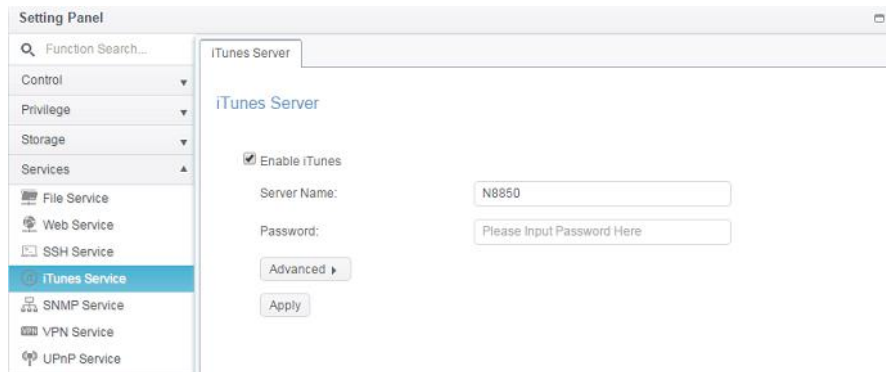 Setting Panel
Function Search...
Control
Privilege
Storage
Services
File Service
Web Service
SSH Service
iTunes Service
SNMP Service
VPN Service
UPnP Service
iTunes Server
iTunes Server
Enable iTunes
Server Name: N8850
Password: Please Input Password Here
Advanced
Apply